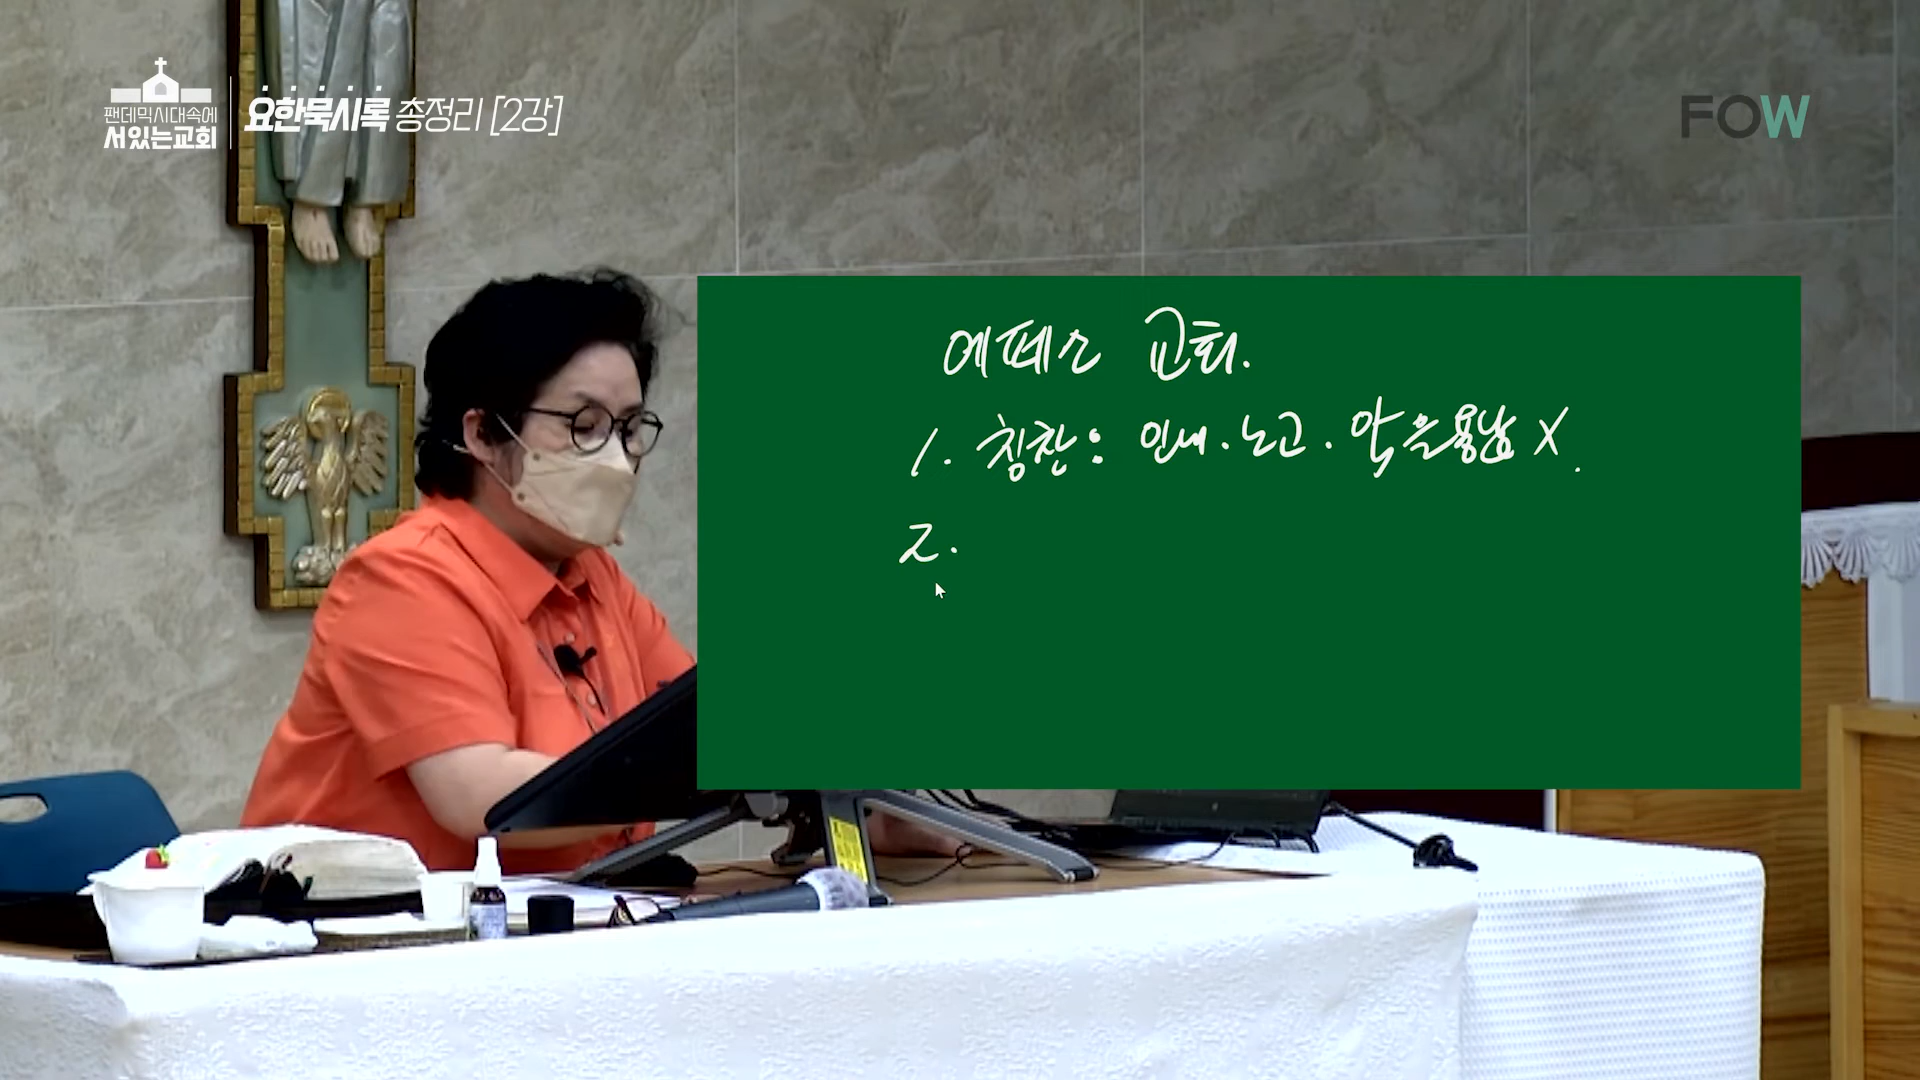 팬데믹시대속에
서있는교회
요한묵시록 총정리 [2강]
FOW
에페소 교회.
1. 칭찬: 인내. 노고. 악을용납 X.
2.